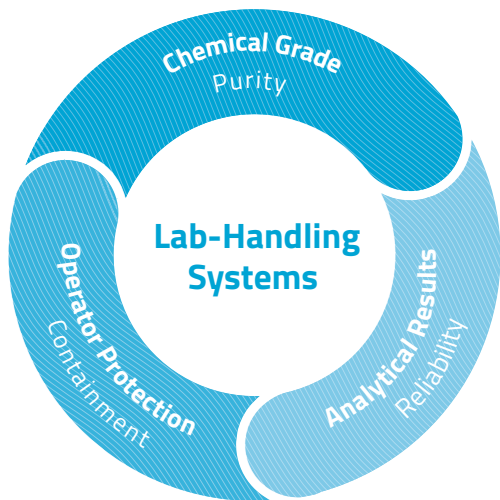 Chemical Grade
Purity
Lab-Handling
Systems
Operator Protection
Containment
Analytical Results
Reliability